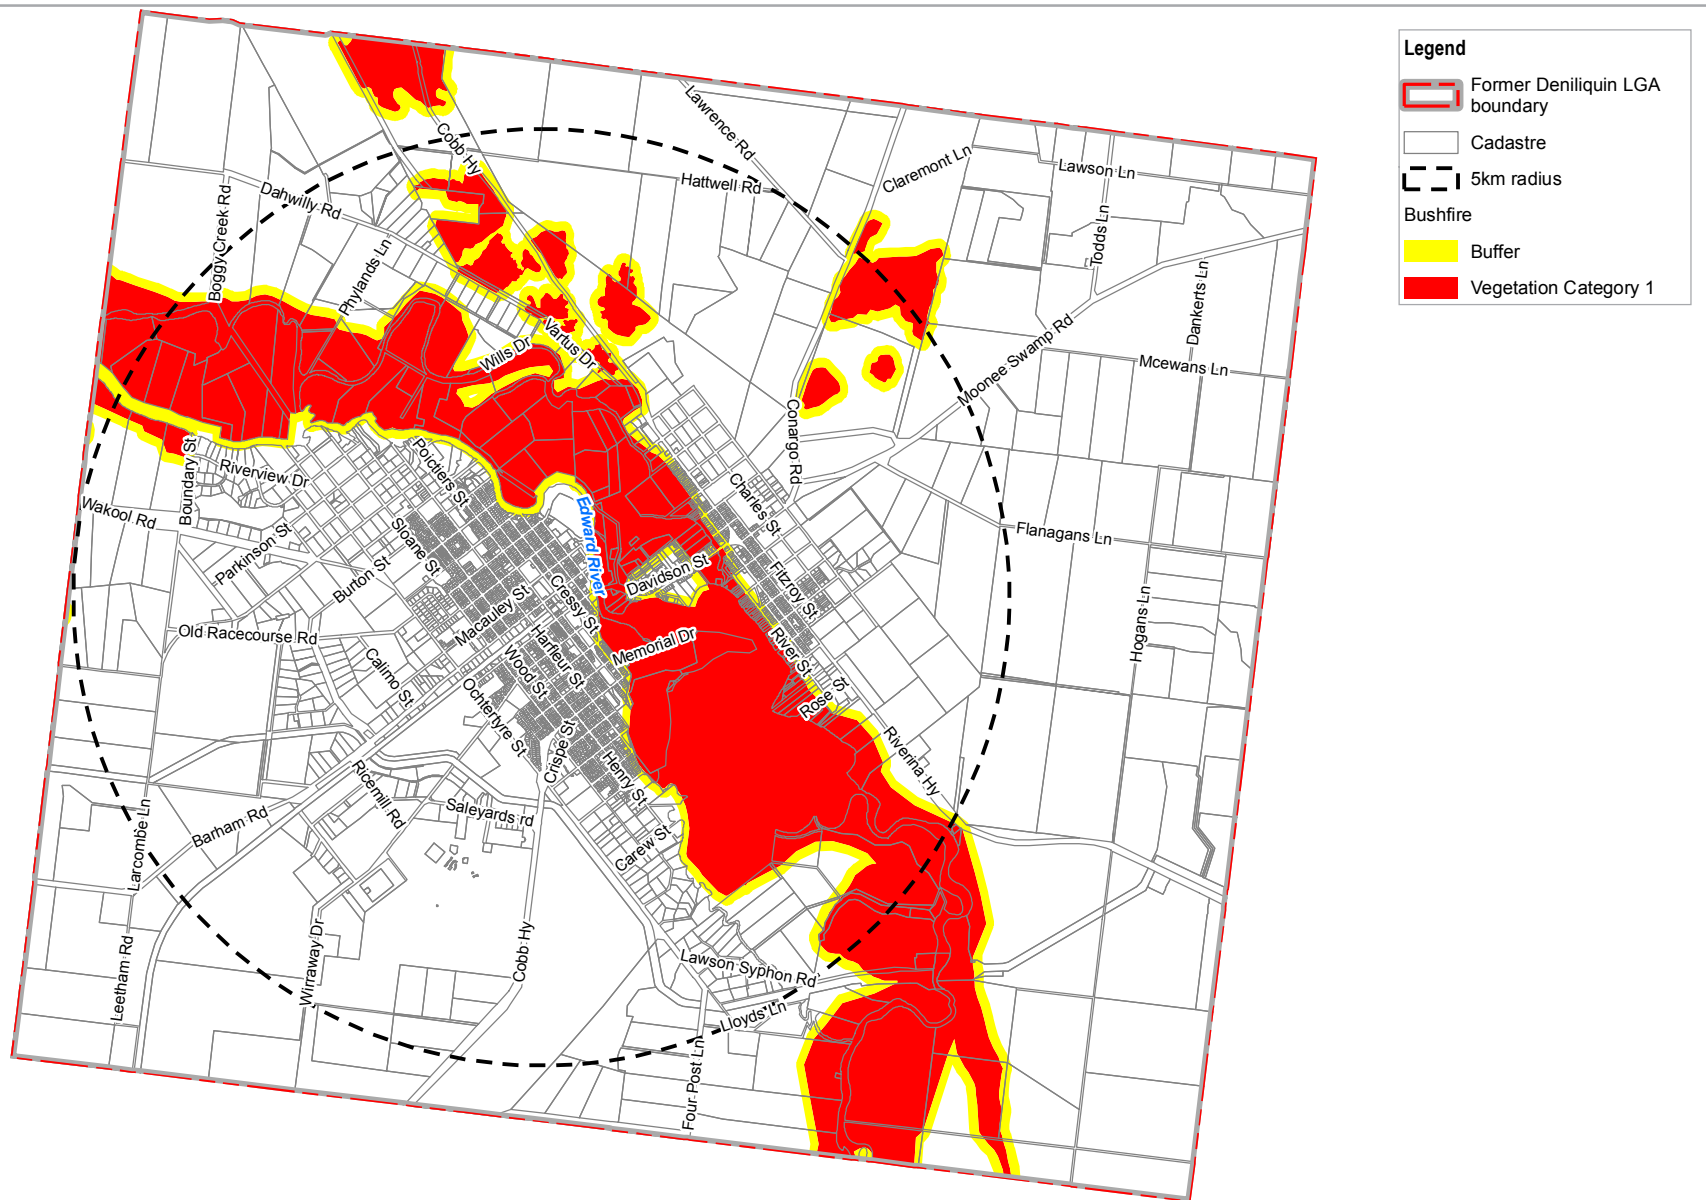 Legend
Former Deniliquin LGA
boundary
Cadastre
5km radius
Bushfire
Buffer
Vegetation Category 1
Lawrence Rd
Cobb Hy
Claremont Ln
Lawson Ln
Hattwell Rd
Dahwilly Rd
Boggy Creek Rd
Todds Ln
Phylands Ln
Dankerts Ln
Moonee Swamp Rd
Vartus Dr
Wills Dr
Mcewans Ln
Conargo Rd
Poictiers St
Riverview Dr
Boundary St
Charles St
Wakool Rd
Edward River
Flanagans Ln
Sloane St
Parkinson St
Burton St
Davidson St
Fitzroy St
Cressy St
Macauley St
Hogans Ln
Old Racecourse Rd
Memorial Dr
Harfleur St
River St
Wood St
Calimo St
Rose St
Ochtertyre St
Crispe St
Riverina Hy
Henry St
Ricemill Rd
Saleyards rd
Barham Rd
Larcombe Ln
Carew St
Cobb Hy
Wirraway Dr
Leetham Rd
Lawson Syphon Rd
Lloyds Ln
Four Post Ln